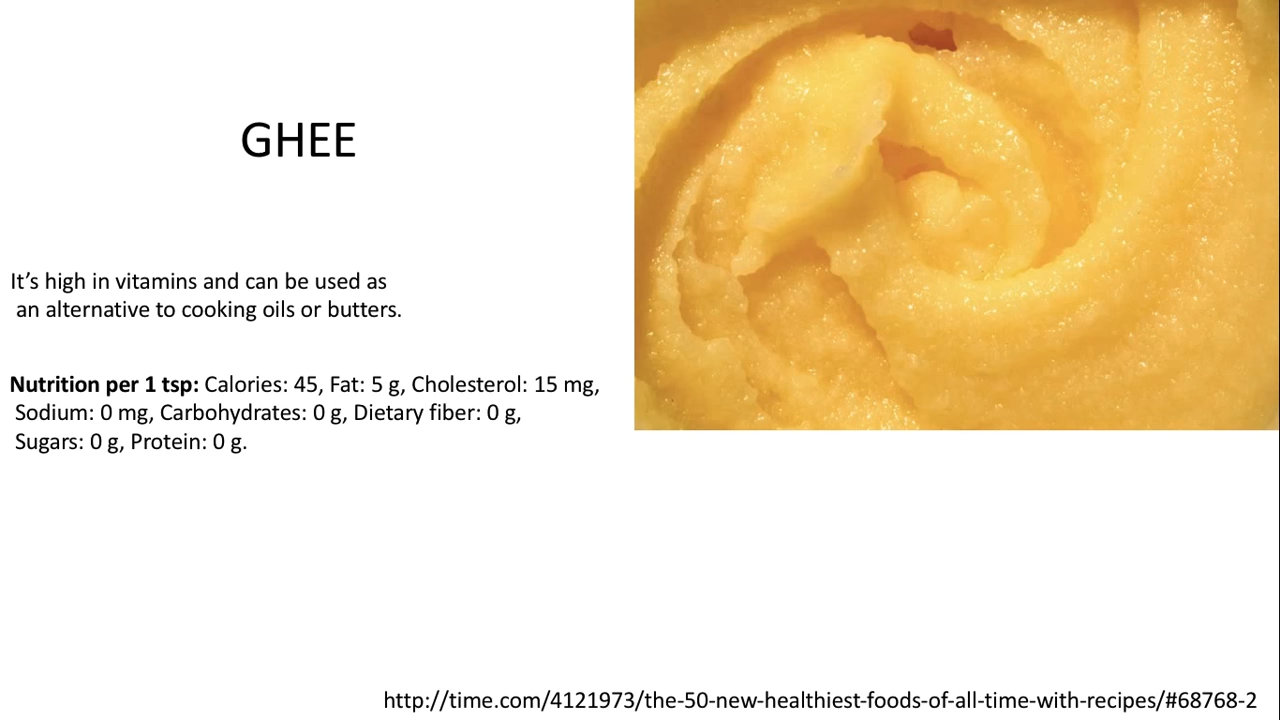 GHEE
It’s high in vitamins and can be used as
an alternative to cooking oils or butters.
Nutrition per 1 tsp: Calories: 45, Fat: 5 g, Cholesterol: 15 mg,
Sodium: 0 mg, Carbohydrates: 0 g, Dietary fiber: 0 g,
Sugars: 0 g, Protein: 0 g.
http://time.com/4121973/the-50-new-healthiest-foods-of-all-time-with-recipes/#68768-2